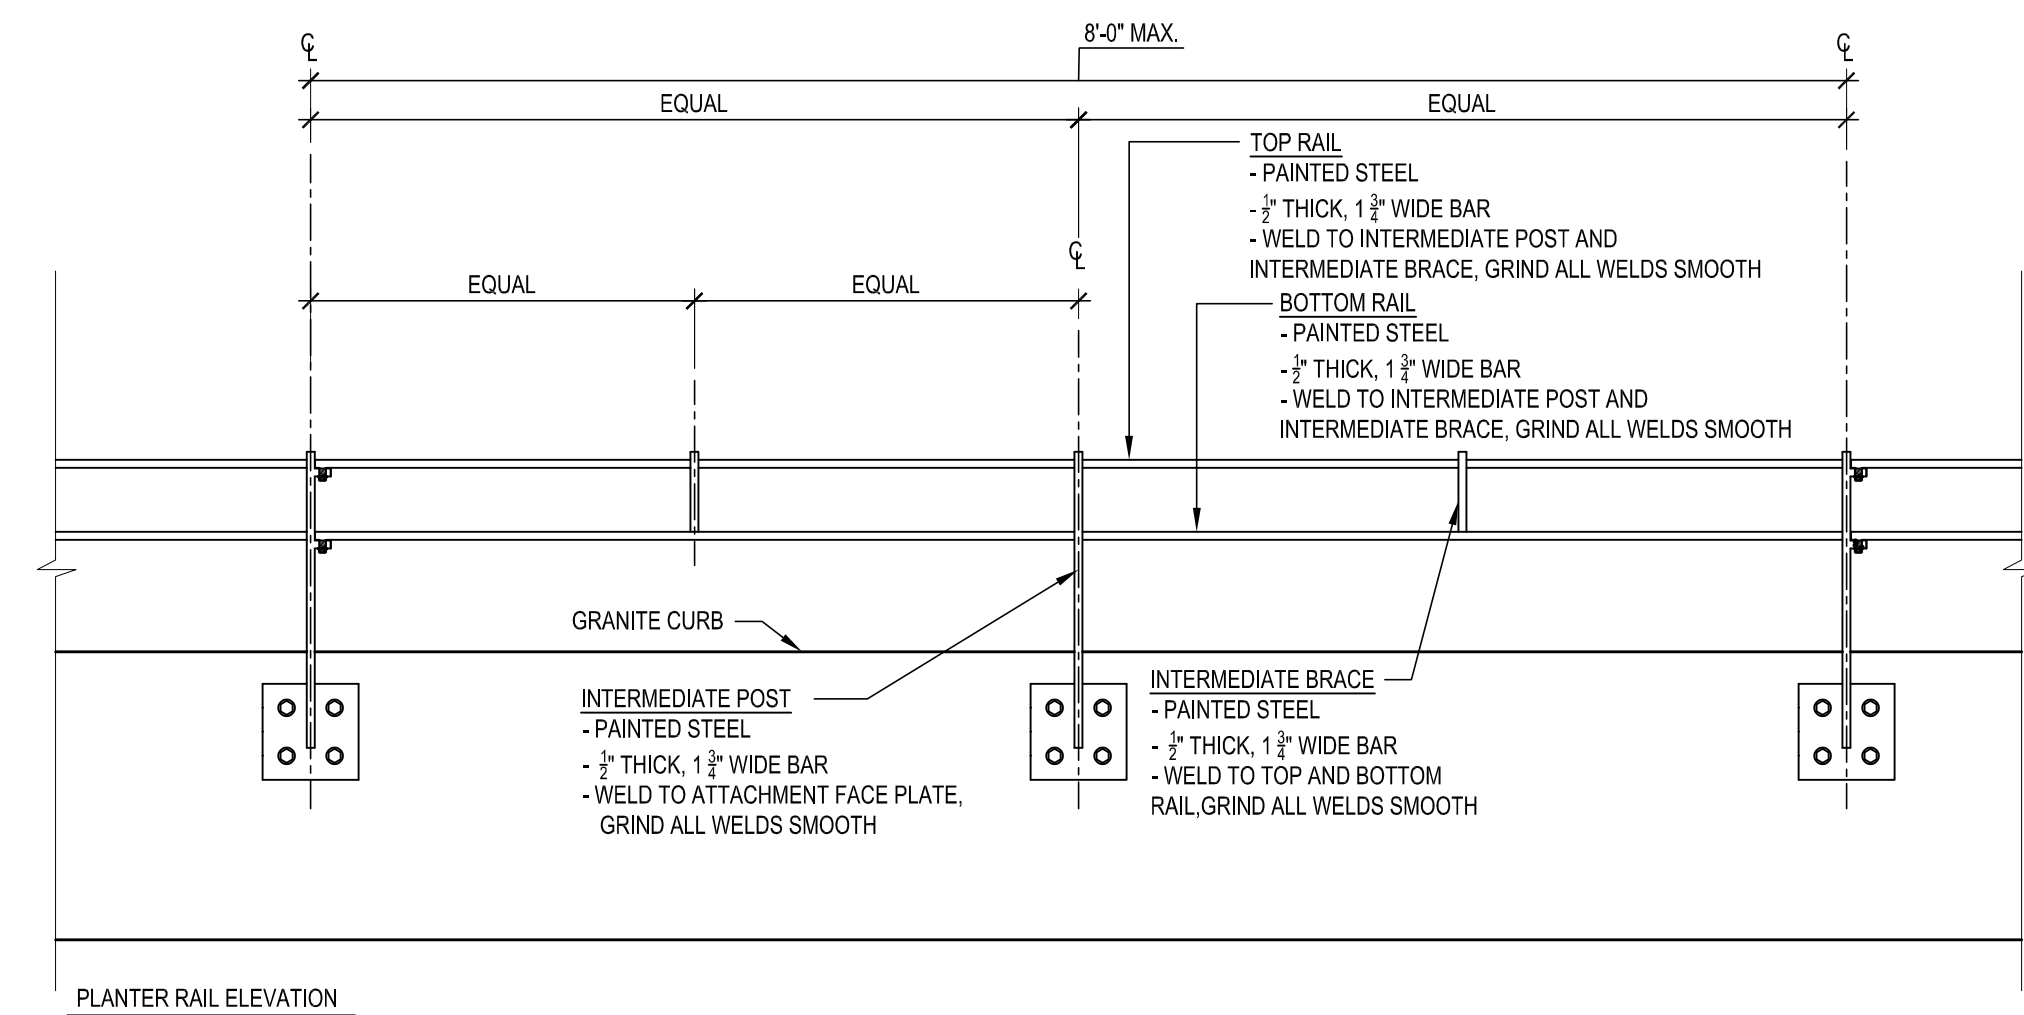 ℄
8'-0" MAX.
℄
EQUAL
EQUAL
TOP RAIL
- PAINTED STEEL
- 1/2" THICK, 1 3/4" WIDE BAR
- WELD TO INTERMEDIATE POST AND
INTERMEDIATE BRACE, GRIND ALL WELDS SMOOTH
℄
EQUAL
EQUAL
BOTTOM RAIL
- PAINTED STEEL
- 1/2" THICK, 1 3/4" WIDE BAR
- WELD TO INTERMEDIATE POST AND
INTERMEDIATE BRACE, GRIND ALL WELDS SMOOTH
GRANITE CURB
INTERMEDIATE POST
- PAINTED STEEL
- 1/2" THICK, 1 3/4" WIDE BAR
- WELD TO ATTACHMENT FACE PLATE,
GRIND ALL WELDS SMOOTH
INTERMEDIATE BRACE
- PAINTED STEEL
- 1/2" THICK, 1 3/4" WIDE BAR
- WELD TO TOP AND BOTTOM
RAIL,GRIND ALL WELDS SMOOTH
PLANTER RAIL ELEVATION